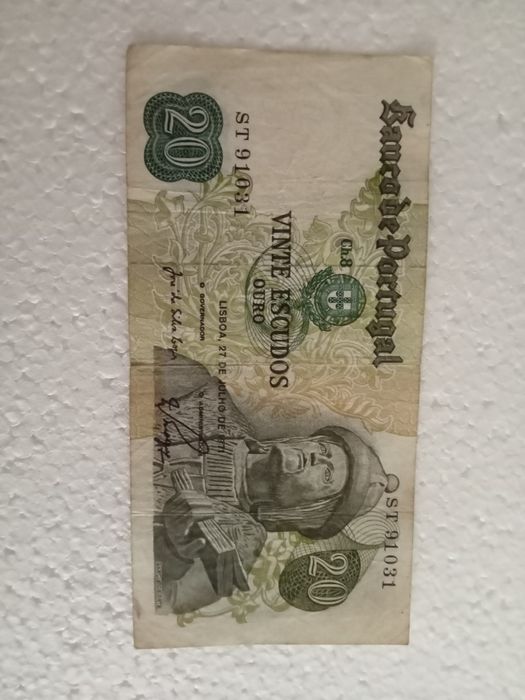 Banco de Portugal
20
ST 91031
Ch.8
ST 91031
VINTE ESCUDOS
OURO
LISBOA, 27 DE JULHO DE 1971
O GOVERNADOR
20